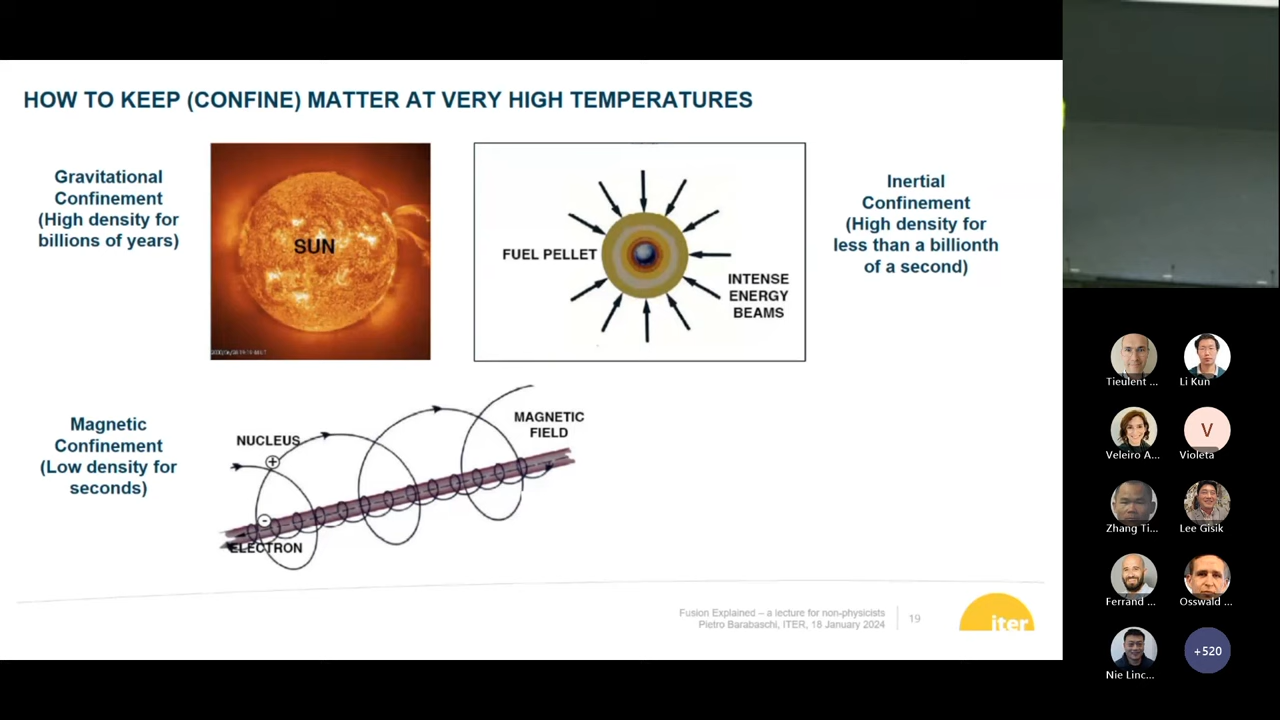 HOW TO KEEP (CONFINE) MATTER AT VERY HIGH TEMPERATURES
Gravitational
Confinement
(High density for
billions of years)
SUN
FUEL PELLET
INTENSE
ENERGY
BEAMS
Inertial
Confinement
(High density for
less than a billionth
of a second)
Magnetic
Confinement
(Low density for
seconds)
NUCLEUS
+
-
ELECTRON
MAGNETIC
FIELD
Fusion Explained – a lecture for non-physicists
Pietro Barabaschi, ITER, 18 January 2024
19
iter
Tieulent ...
Li Kun
Veleiro A...
V
Violeta
Zhang Ti...
Lee Gisik
Ferrand ...
Osswald ...
Nie Linc...
+520